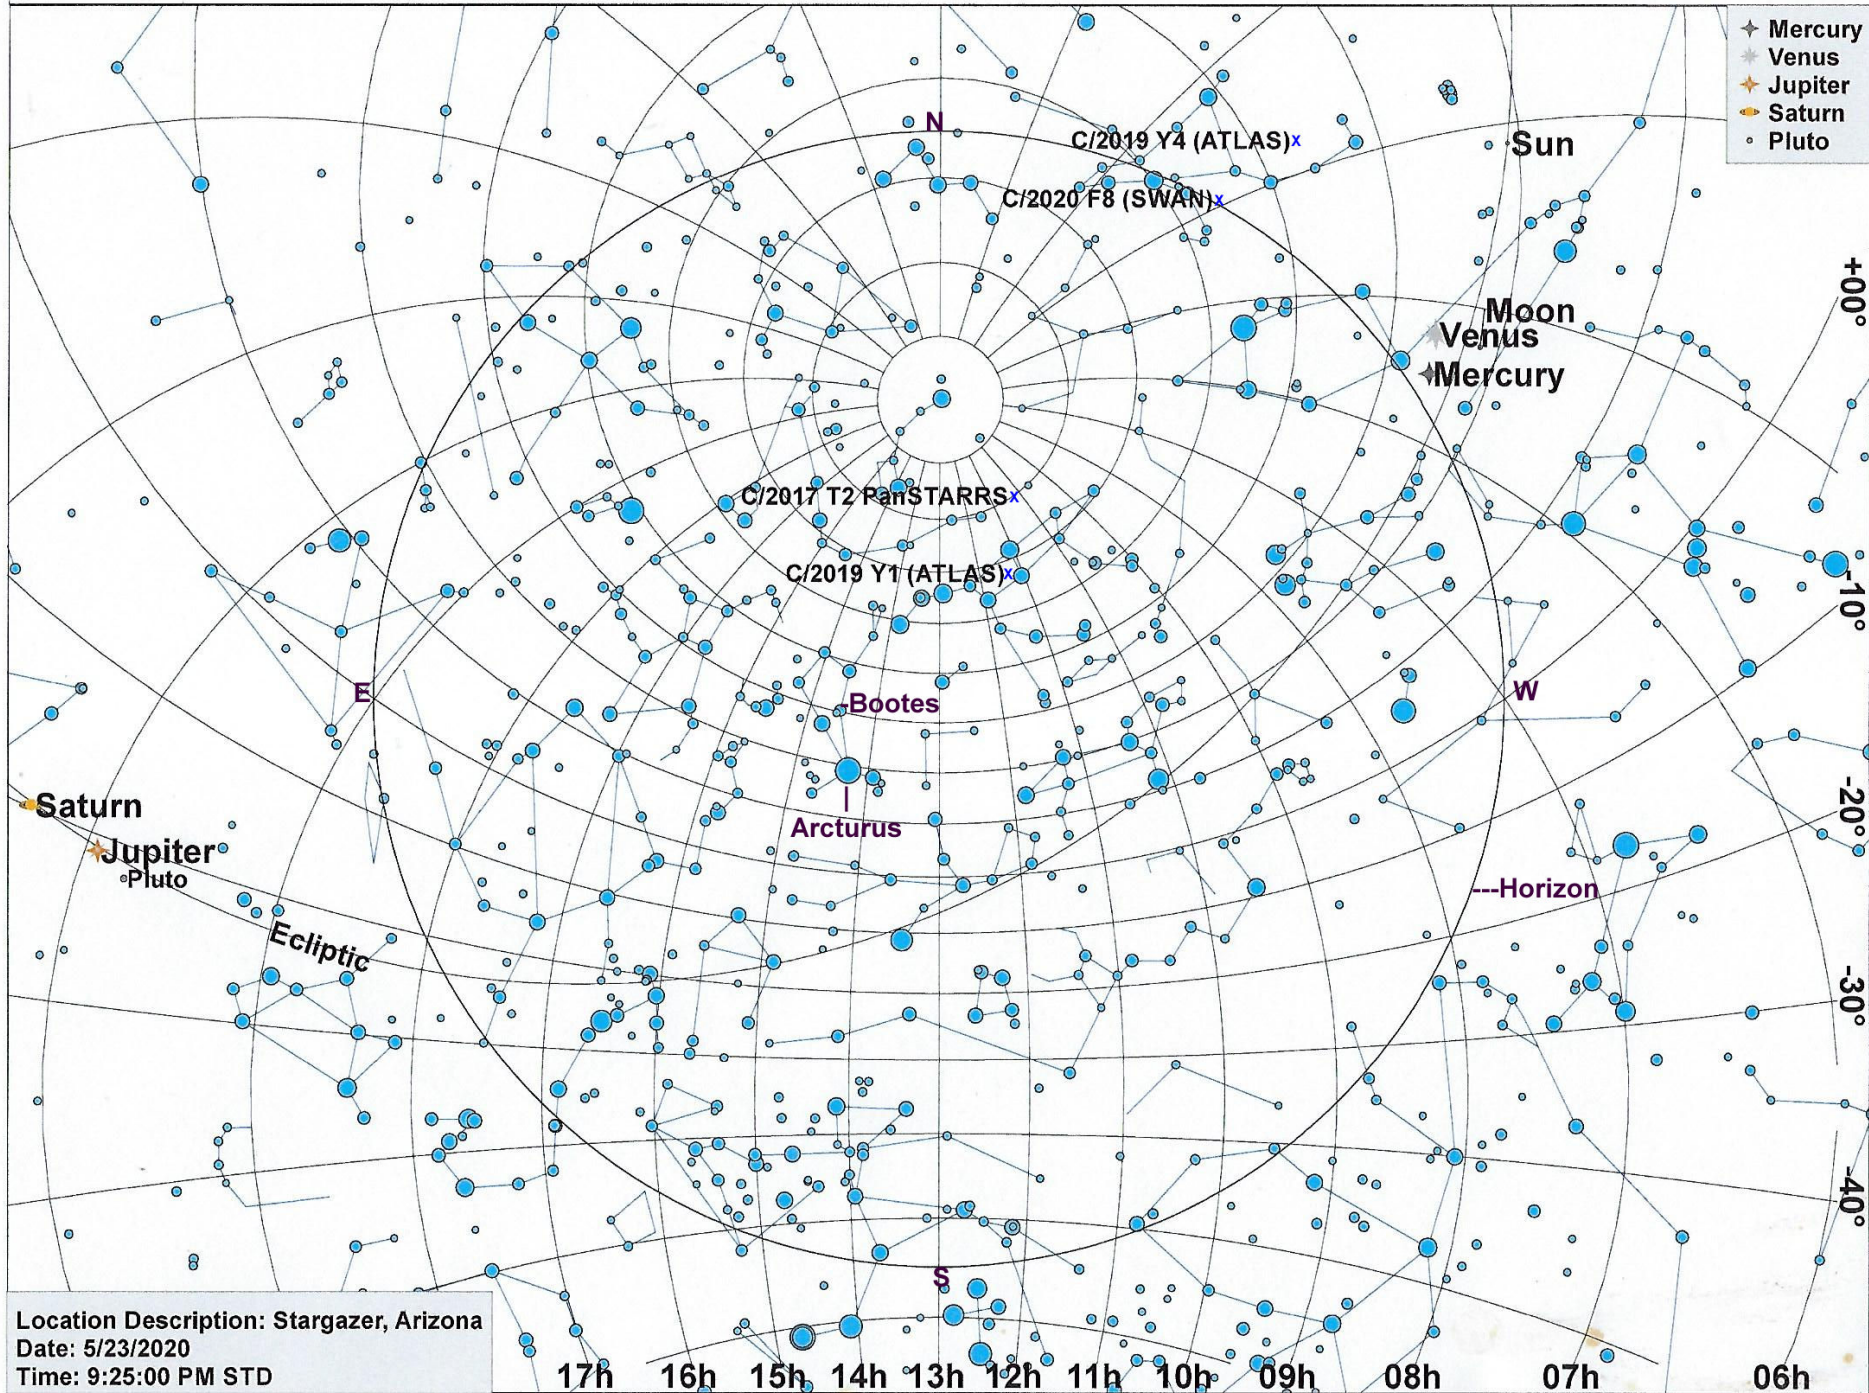 Mercury
Venus
Jupiter
Saturn
Pluto
N
C/2019 Y4 (ATLAS)x
Sun
C/2020 F8 (SWAN)x
+00°
Moon
Venus
Mercury
C/2017 T2 PanSTARRSx
C/2019 Y1 (ATLAS)x
-10°
E
-Bootes
W
Saturn
-20°
Arcturus
Jupiter
Pluto
---Horizon
Ecliptic
-30°
-40°
S
Location Description: Stargazer, Arizona
Date: 5/23/2020
Time: 9:25:00 PM STD
17h 16h 15h 14h 13h 12h 11h 10h 09h 08h 07h 06h